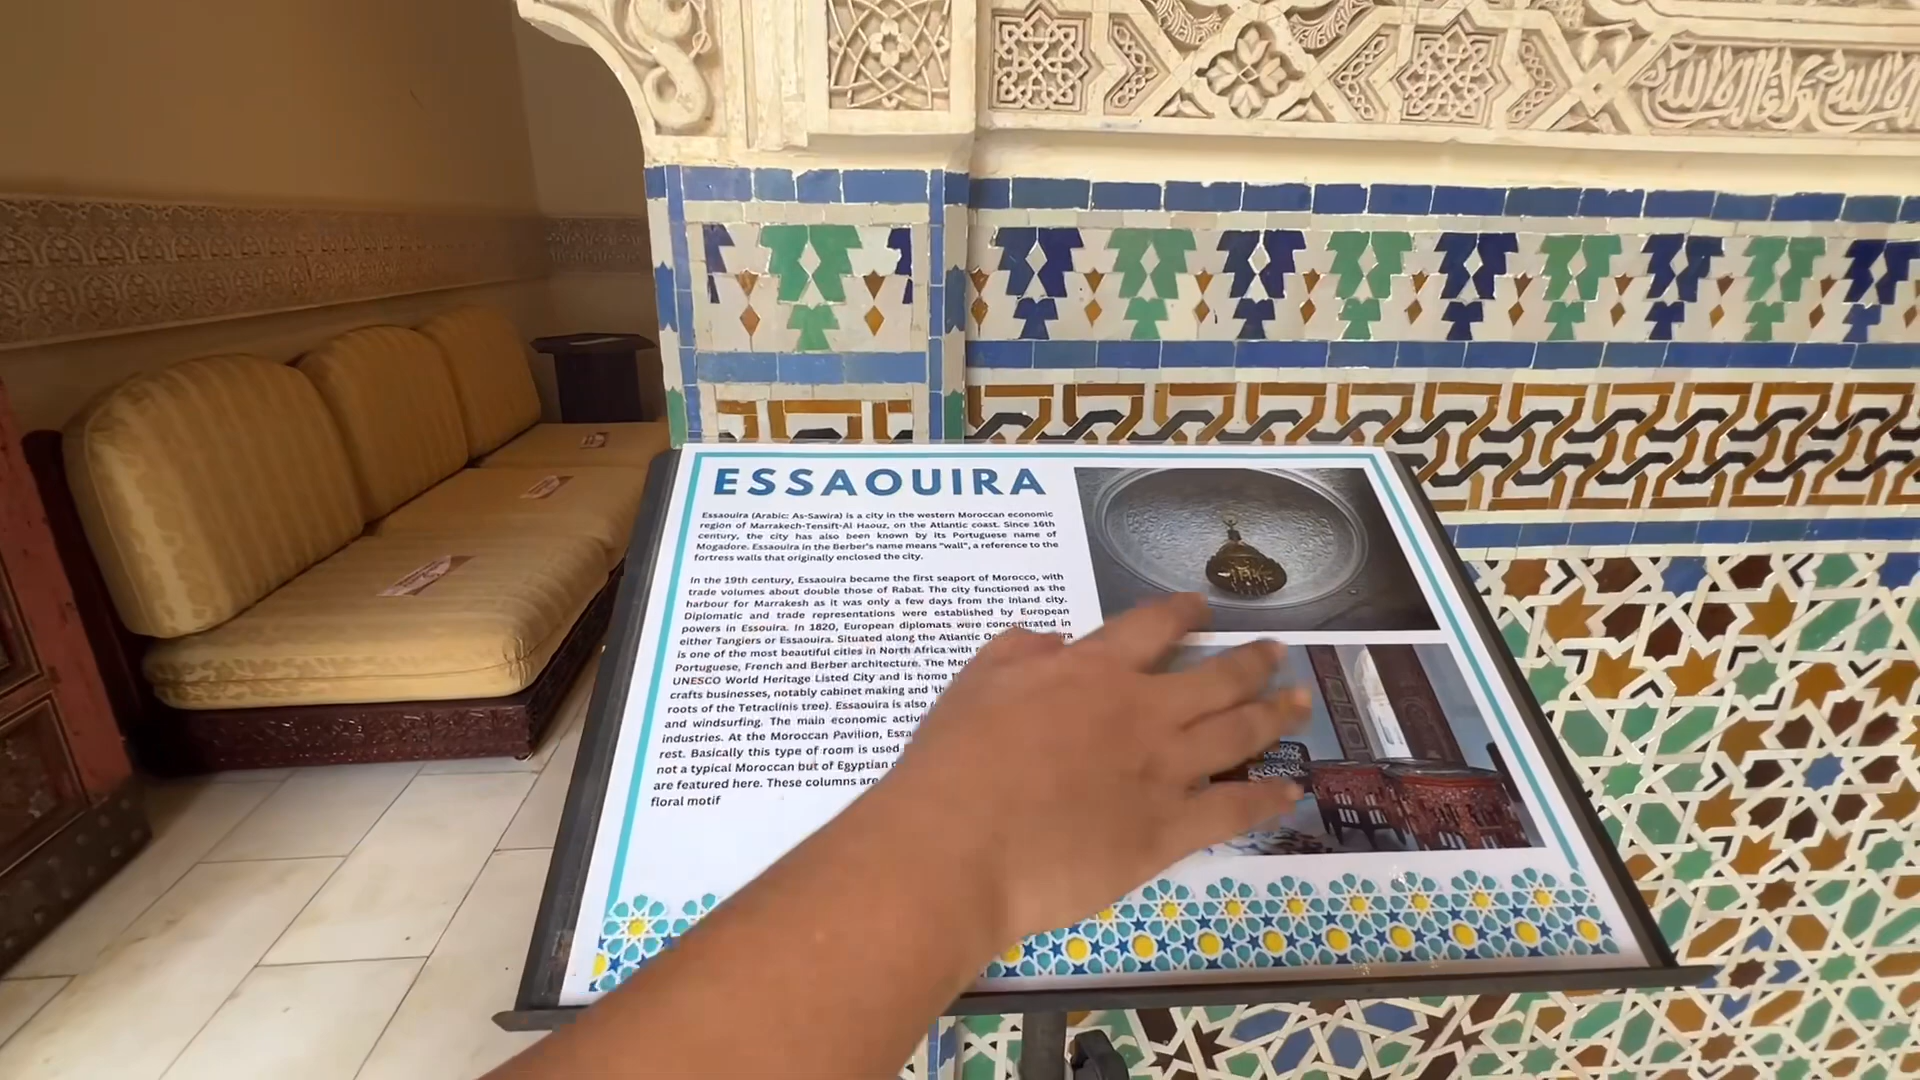 ESSAOUIRA
Essaouira (Arabic: As-Sawira) is a city in the western Moroccan economic
region of Marrakech-Tensift-Al Haouz, on the Atlantic coast. Since 16th
century, the city has also been known by its Portuguese name of
Mogadore. Essaouira in the Berber's name means "wall", a reference to the
fortress walls that originally enclosed the city.
In the 19th century, Essaouira became the first seaport of Morocco, with
trade volumes about double those of Rabat. The city functioned as the
harbour for Marrakesh as it was only a few days from the inland city.
Diplomatic and trade representations were established by European
powers in Essouira. In 1820, European diplomats were concentrated in
either Tangiers or Essaouira. Situated along the Atlantic
is one of the most beautiful cities in North Africa with
Portuguese, French and Berber architecture. The
UNESCO World Heritage Listed City and is home
crafts businesses, notably cabinet making and
roots of the Tetraclinis tree). Essaouira is also
and windsurfing. The main economic
industries. At the Moroccan Pavilion,
rest. Basically this type of room is used
not a typical Moroccan but of Egyptian
are featured here. These columns are
floral motif